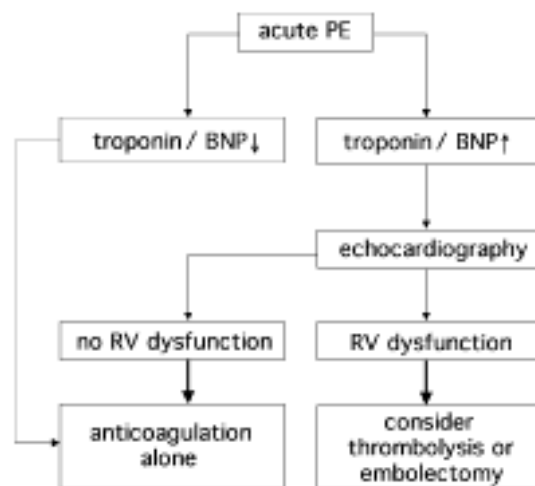 acute PE
troponin / BNP↓
troponin / BNP↑
echocardiography
no RV dysfunction
RV dysfunction
anticoagulation
alone
consider
thrombolysis or
embolectomy